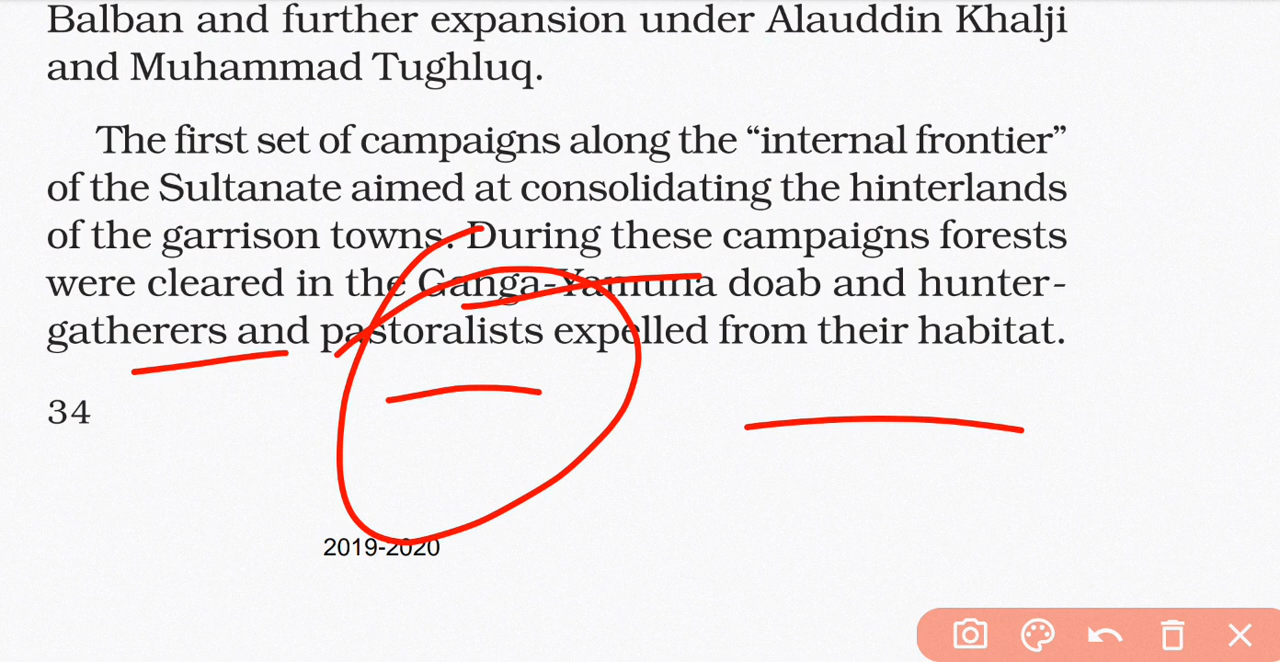 Balban and further expansion under Alauddin Khalji
and Muhammad Tughluq.
The first set of campaigns along the “internal frontier”
of the Sultanate aimed at consolidating the hinterlands
of the garrison towns. During these campaigns forests
were cleared in the Ganga-Yamuna doab and hunter-
gatherers and pastoralists expelled from their habitat.
34
2019-2020